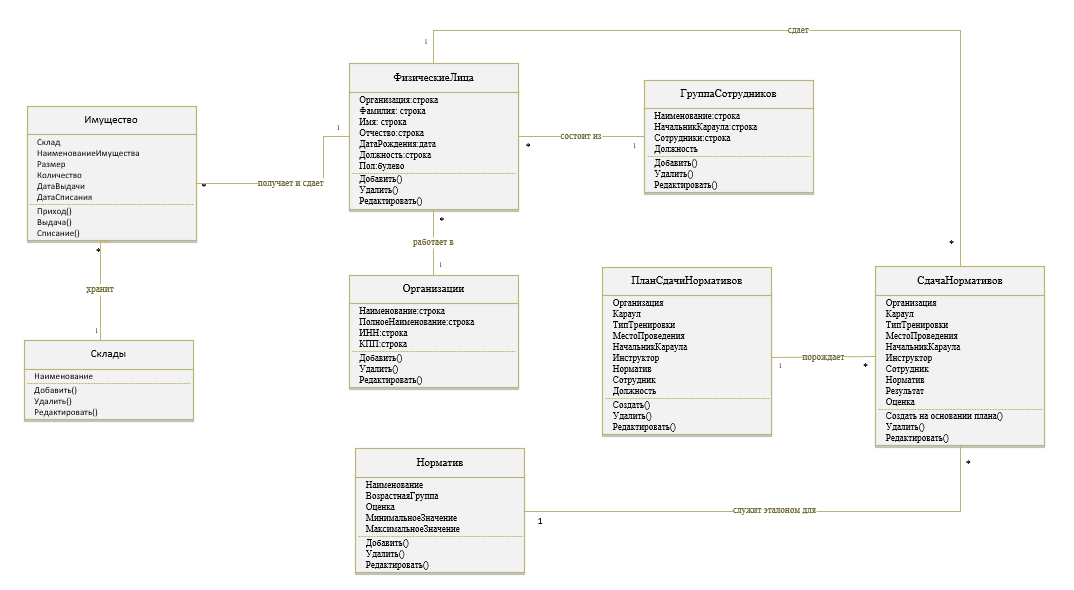 сдает
1
ФизическиеЛица
Организация:строка
Фамилия: строка
Имя: строка
Отчество:строка
ДатаРождения:дата
Должность:строка
Пол:булево
Добавить()
Удалить()
Редактировать()
ГруппаСотрудников
Наименование:строка
НачальникКараула:строка
Сотрудники:строка
Должность
Добавить()
Удалить()
Редактировать()
Имущество
Склад
НаименованиеИмущества
Размер
Количество
ДатаВыдачи
ДатаСписания
Приход()
Выдача()
Списание()
1
*
получает и сдает
*
состоит из
1
*
работает в
1
*
*
хранит
1
Организации
Наименование:строка
ПолноеНаименование:строка
ИНН:строка
КПП:строка
Добавить()
Удалить()
Редактировать()
ПланСдачиНормативов
Организация
Караул
ТипТренировки
МестоПроведения
НачальникКараула
Инструктор
Норматив
Сотрудник
Должность
Создать()
Удалить()
Редактировать()
1
порождает
*
СдачаНормативов
Организация
Караул
ТипТренировки
МестоПроведения
НачальникКараула
Инструктор
Сотрудник
Норматив
Результат
Оценка
Создать на основании плана()
Удалить()
Редактировать()
Склады
Наименование
Добавить()
Удалить()
Редактировать()
Норматив
Наименование
ВозрастнаяГруппа
Оценка
МинимальноеЗначение
МаксимальноеЗначение
Добавить()
Удалить()
Редактировать()
*
служит эталоном для
1